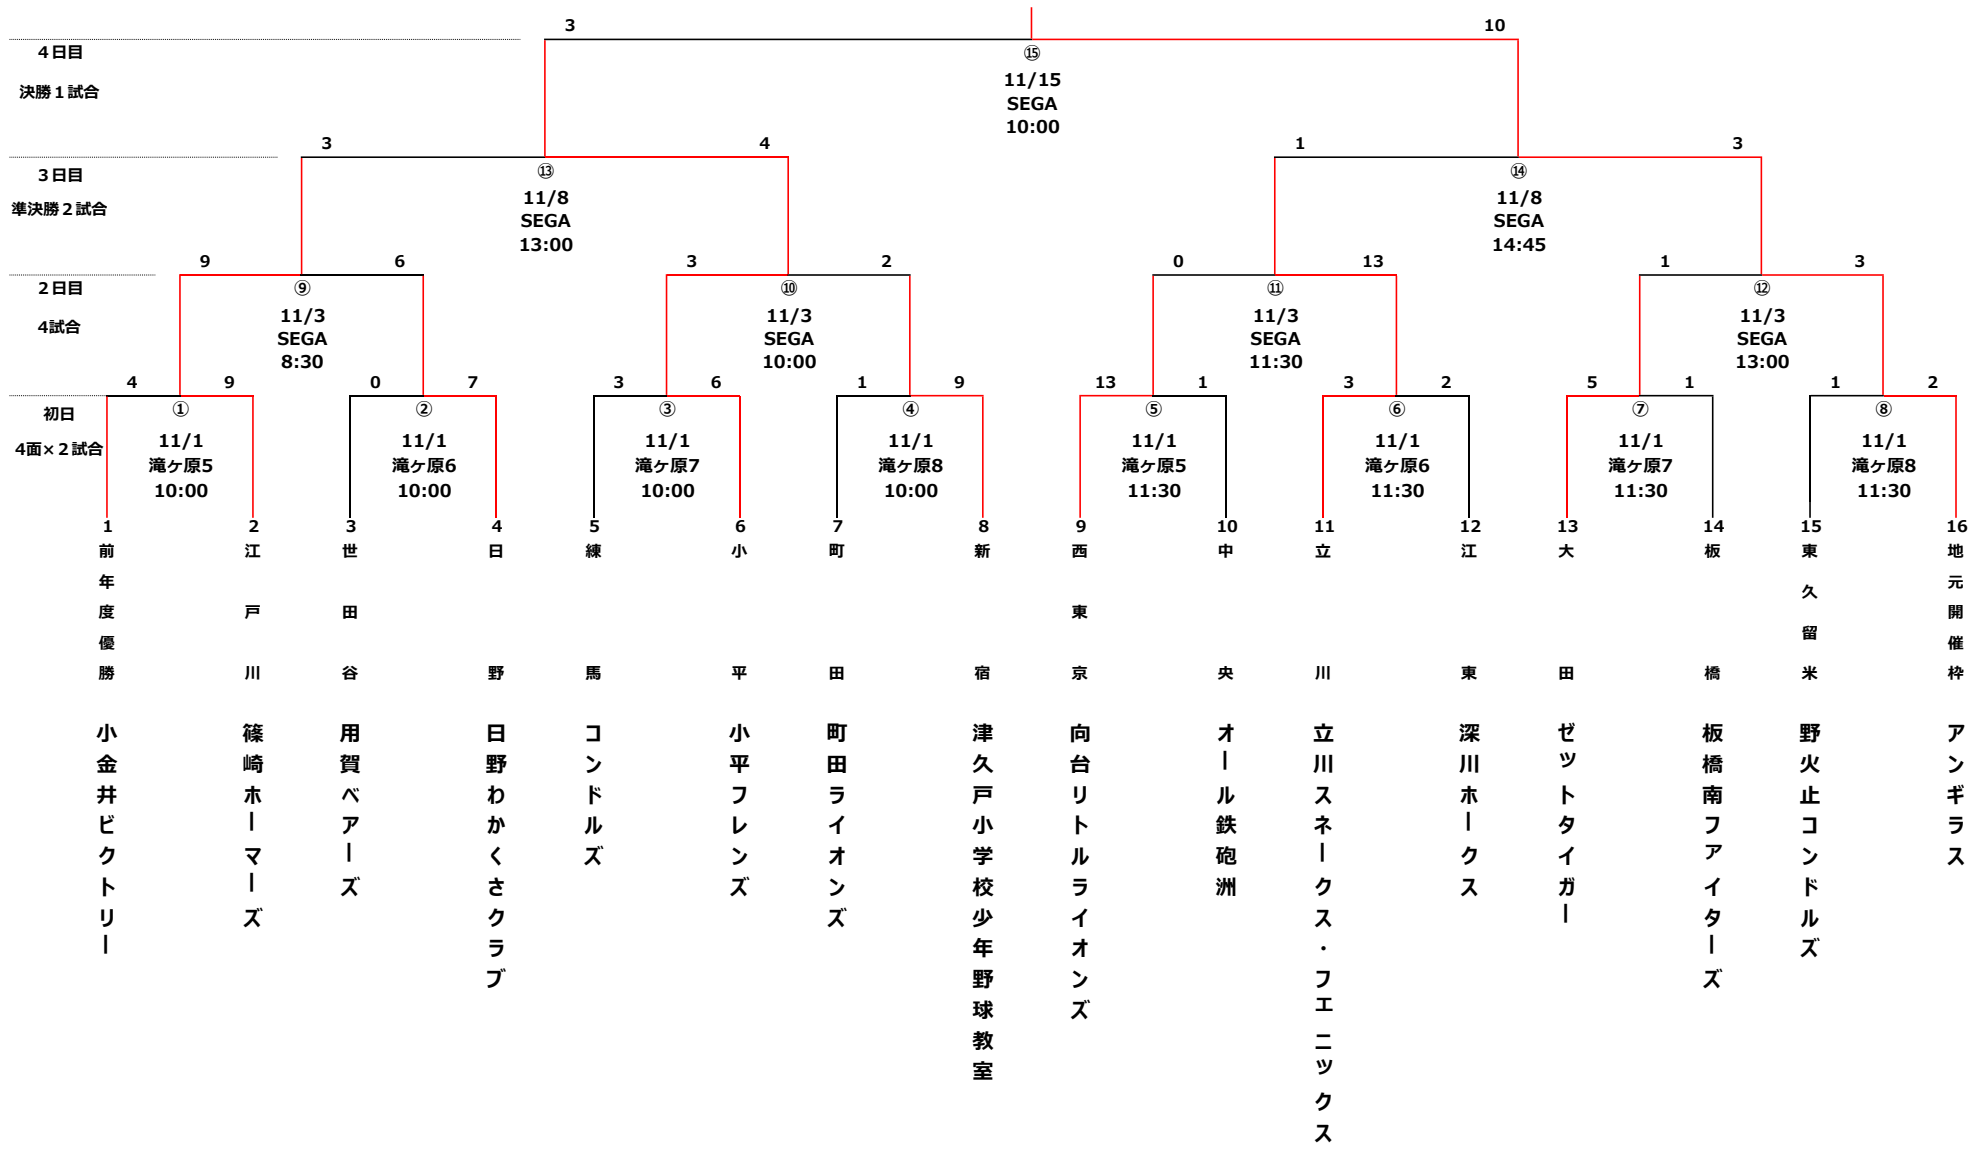 3 10
4日目
⑮
決勝1試合
11/15
SEGA
10:00
3 4 1 3
3日目
⑬ ⑭
準決勝2試合
11/8 11/8
SEGA SEGA
13:00 14:45
9 6 3 2 0 13 1 3
2日目
⑨ ⑩ ⑪ ⑫
4試合
11/3 11/3 11/3 11/3
SEGA SEGA SEGA SEGA
8:30 10:00 11:30 13:00
4 9 0 7 3 6 1 9 13 1 3 2 5 1 1 2
初日
① ② ③ ④ ⑤ ⑥ ⑦ ⑧
4面×2試合
11/1 11/1 11/1 11/1 11/1 11/1 11/1 11/1
滝ヶ原5 滝ヶ原6 滝ヶ原7 滝ヶ原8 滝ヶ原5 滝ヶ原6 滝ヶ原7 滝ヶ原8
10:00 10:00 10:00 10:00 11:30 11:30 11:30 11:30
1 2 3 4 5 6 7 8 9 10 11 12 13 14 15 16
前年度優勝
江戸川
世田谷
日野
練馬
小平
町田
新宿
西東京
中央
立川
江東
大田
板橋
東久留米
地元開催枠
小金井ビクトリー
篠崎ホーマーズ
用賀ベアーズ
日野わかくさクラブ
コンドルズ
小平フレンズ
町田ライオンズ
津久戸小学校少年野球教室
向台リトルライオンズ
オール鉄砲洲
立川スネークス・フエニックス
深川ホークス
ゼットタイガー
板橋南ファイターズ
野火止コンドルズ
アンギラス